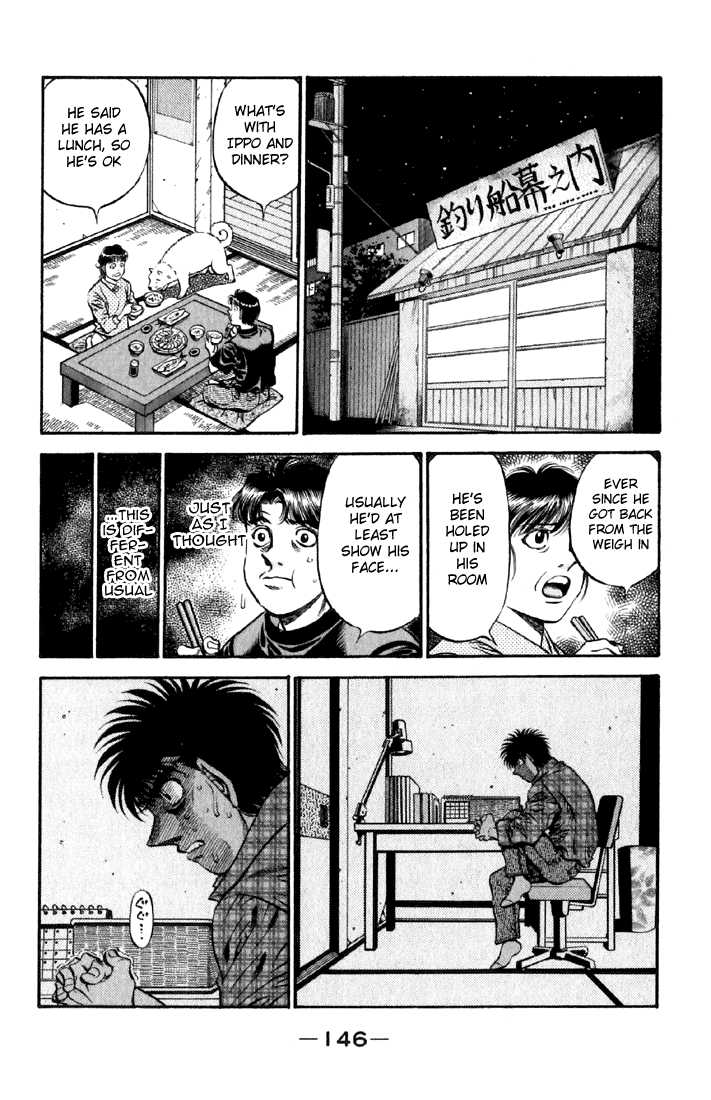 釣り船幕之内
WHAT'S
WITH
IPPO AND
DINNER?
HE SAID
HE HAS A
LUNCH, SO
HE'S OK
EVER
SINCE HE
GOT BACK
FROM THE
WEIGH IN
HE'S
BEEN
HOLED
UP IN
HIS
ROOM
USUALLY
HE'D AT
LEAST
SHOW HIS
FACE...
JUST
AS I
THOUGHT
...THIS
IS DIF-
FER-
ENT
FROM
USUAL
ぐぐ…
—146—